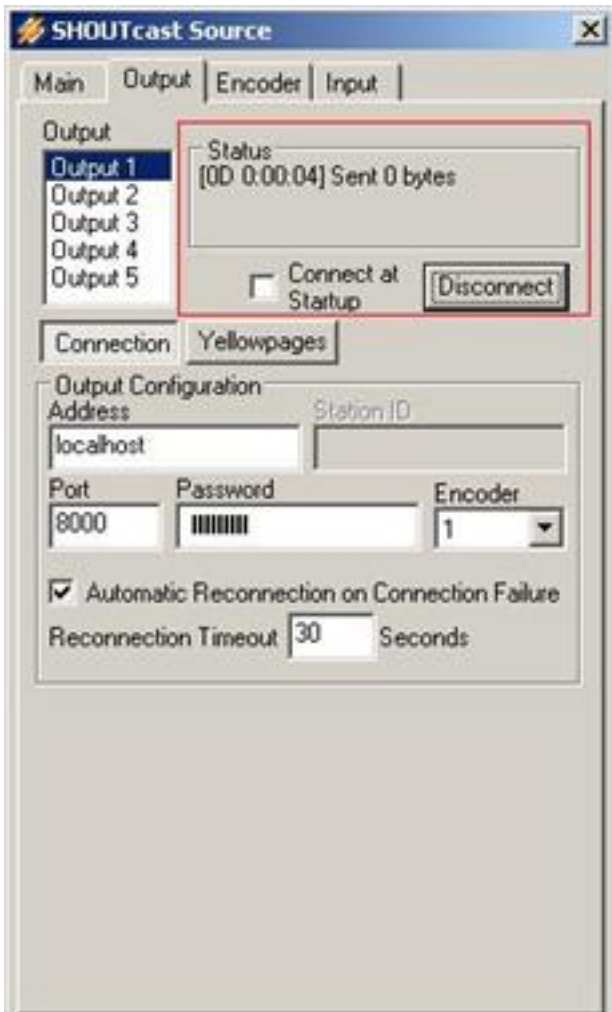 SHOUTcast Source
Main Output Encoder Input
Output
Output 1
Output 2
Output 3
Output 4
Output 5
Status
[0D 0:00:04] Sent 0 bytes
Connect at
Startup
Disconnect
Connection Yellowpages
Output Configuration
Address Station ID
localhost
Port Password Encoder
8000 1
Automatic Reconnection on Connection Failure
Reconnection Timeout 30 Seconds